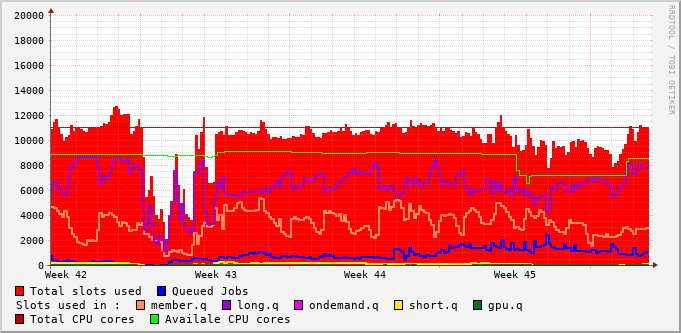 20000
18000
16000
14000
12000
10000
8000
6000
4000
2000
0
Week 42 Week 43 Week 44 Week 45
RRDTOOL / TOBI OETIKER
Total slots used Queued Jobs
Slots used in : member.q long.q ondemand.q short.q gpu.q
Total CPU cores Availale CPU cores